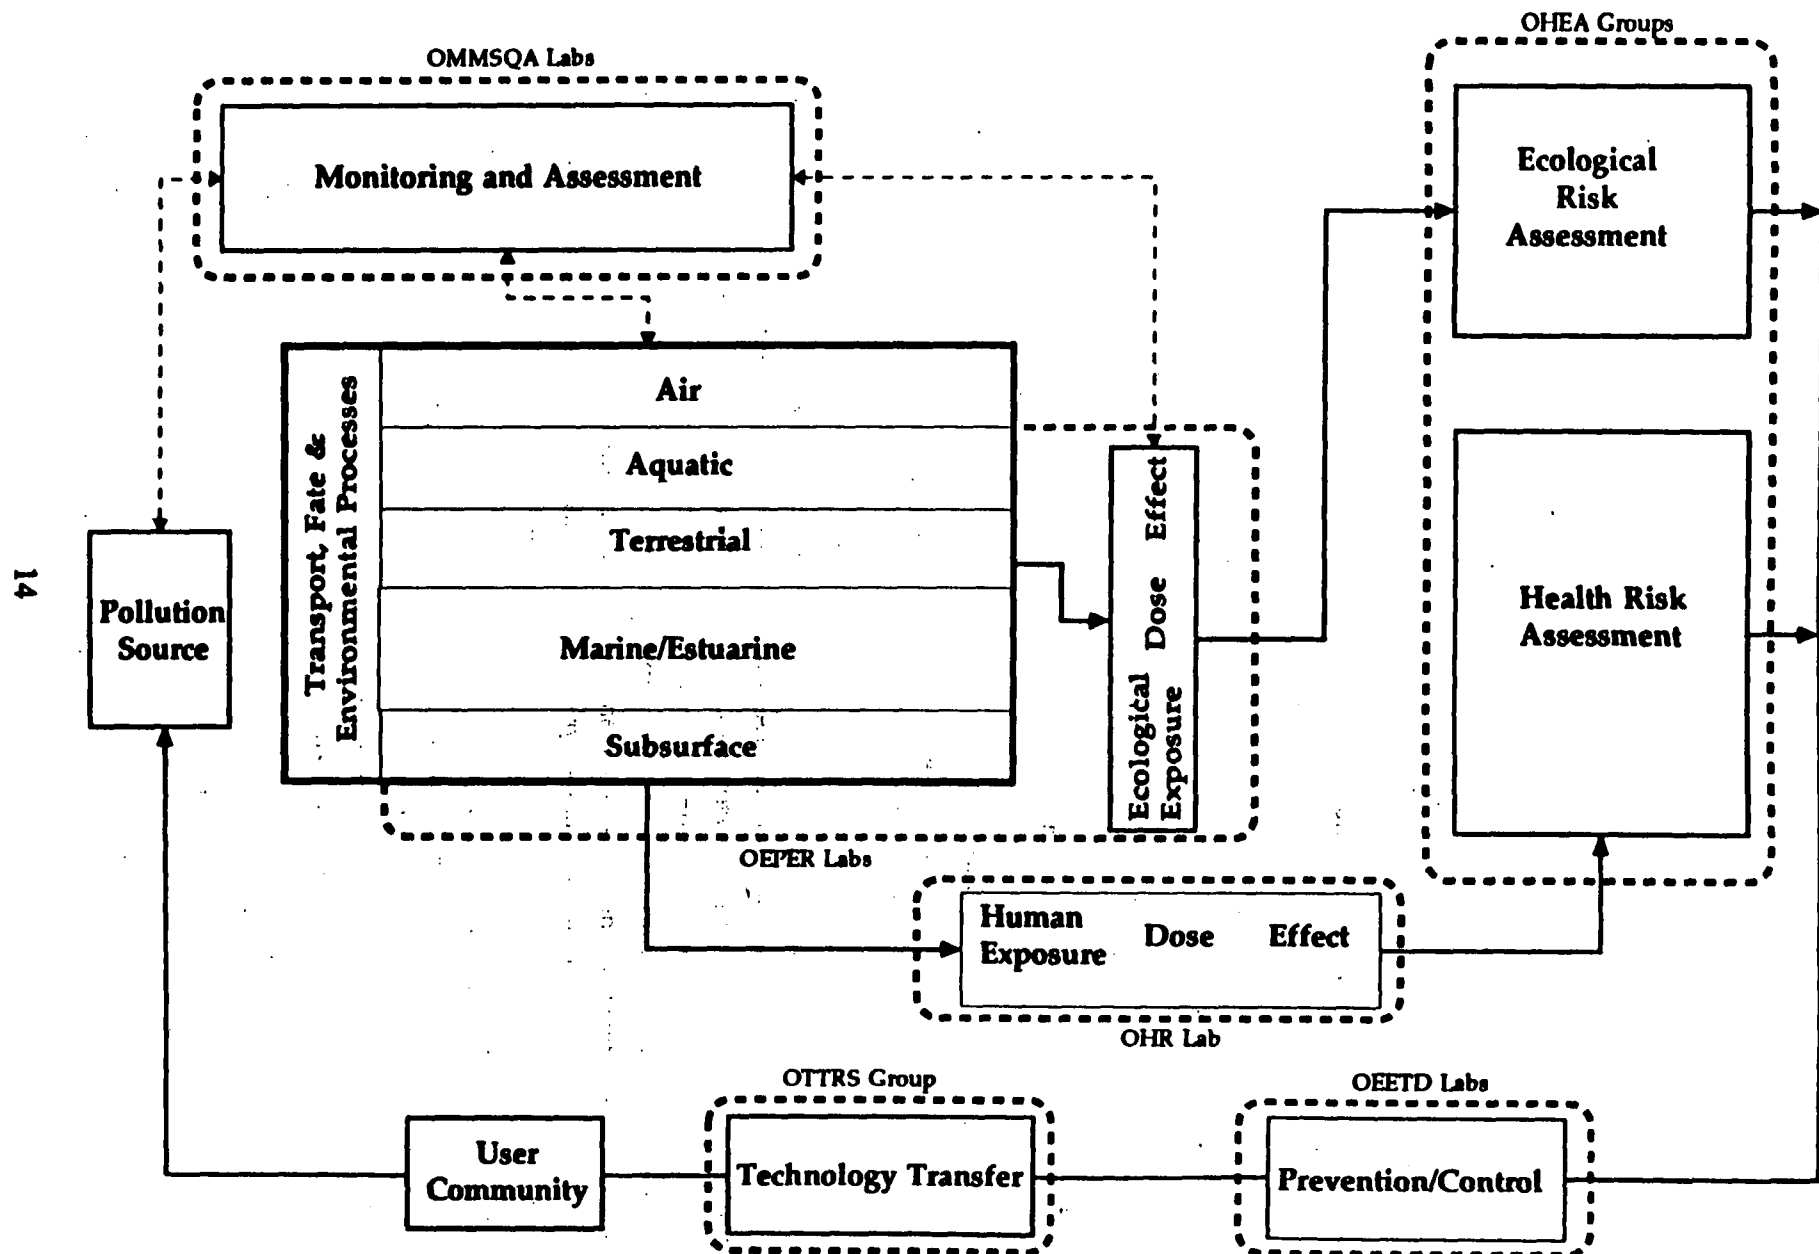 OHEA Groups
OMMSQA Labs
Monitoring and Assessment
Ecological
Risk
Assessment
Transport, Fate &
Environmental Processes
Air
Aquatic
Terrestrial
Marine/Estuarine
Subsurface
Ecological
Exposure
Dose
Effect
Health Risk
Assessment
Pollution
Source
14
OEPER Labs
Human
Exposure
Dose
Effect
OHR Lab
OTTRS Group
OEETD Labs
User
Community
Technology Transfer
Prevention/Control